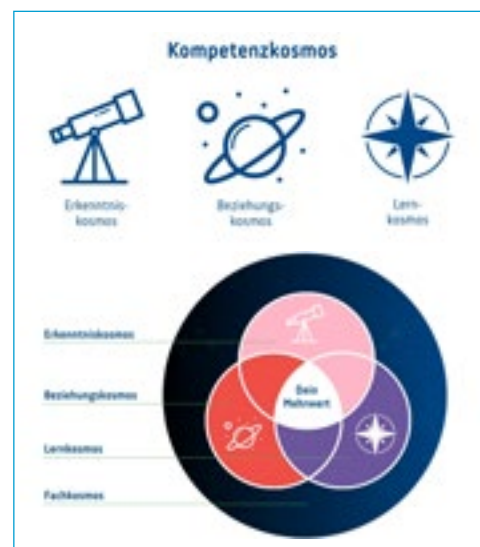 Kompetenzkosmos
Erkenntnis-
kosmos
Beziehungs-
kosmos
Lern-
kosmos
Erkenntniskosmos
Beziehungskosmos
Lernkosmos
Fachkosmos
Dein
Mehrwert